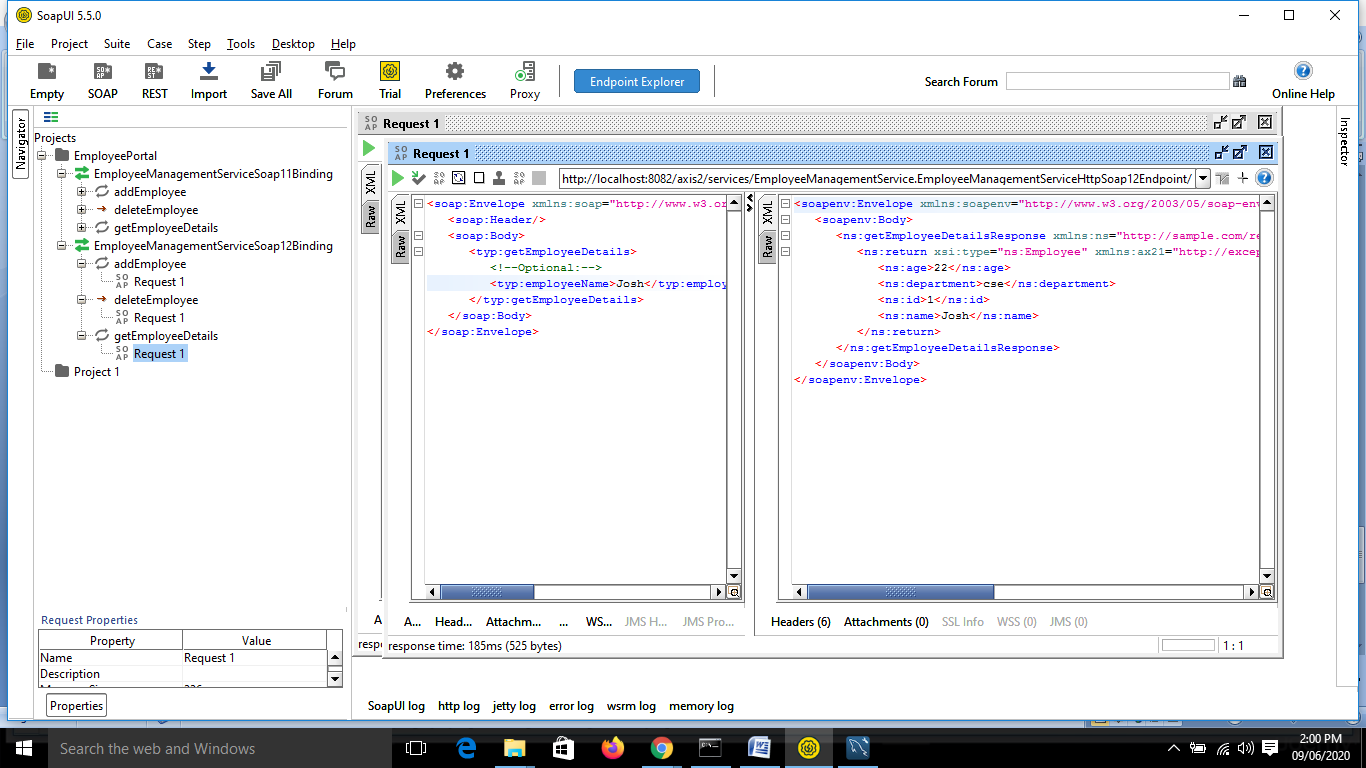 SoapUI 5.5.0
File Project Suite Case Step Tools Desktop Help
Empty SOAP REST Import Save All Forum Trial Preferences Proxy Endpoint Explorer Search Forum Online Help
Navigator
Projects
EmployeePortal
EmployeeManagementServiceSoap11Binding
addEmployee
deleteEmployee
getEmployeeDetails
EmployeeManagementServiceSoap12Binding
addEmployee
Request 1
deleteEmployee
Request 1
getEmployeeDetails
Request 1
Project 1
Request Properties
Property Value
Name Request 1
Description
Properties
Request 1
XML
Raw
Request 1
http://localhost:8082/axis2/services/EmployeeManagementService.EmployeeManagementServiceHttpSoap12Endpoint/
XML
Raw
<soap:Envelope xmlns:soap="http://www.w3.or
<soap:Header/>
<soap:Body>
<typ:getEmployeeDetails>
<!--Optional:-->
<typ:employeeName>Josh</typ:employ
</typ:getEmployeeDetails>
</soap:Body>
</soap:Envelope>
A... Head... Attachm... ... WS... JMS H... JMS Pro...
XML
Raw
<soapenv:Envelope xmlns:soapenv="http://www.w3.org/2003/05/soap-env
<soapenv:Body>
<ns:getEmployeeDetailsResponse xmlns:ns="http://sample.com/re
<ns:return xsi:type="ns:Employee" xmlns:ax21="http://excep
<ns:age>22</ns:age>
<ns:department>cse</ns:department>
<ns:id>1</ns:id>
<ns:name>Josh</ns:name>
</ns:return>
</ns:getEmployeeDetailsResponse>
</soapenv:Body>
</soapenv:Envelope>
Headers (6) Attachments (0) SSL Info WSS (0) JMS (0)
A
respo
response time: 185ms (525 bytes) 1 : 1
Inspector
SoapUI log http log jetty log error log wsrm log memory log
Search the web and Windows
2:00 PM
09/06/2020